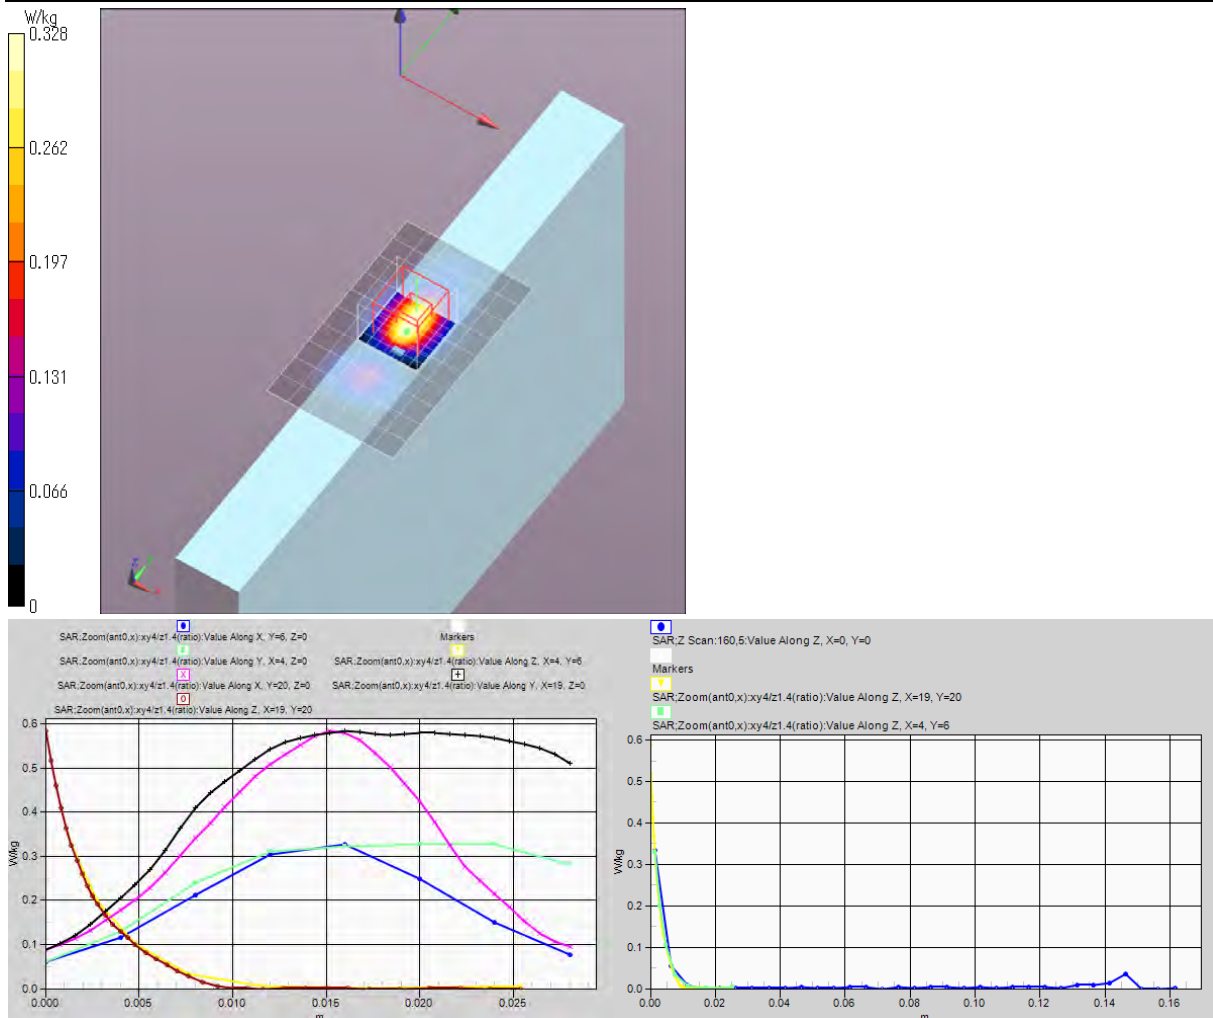 W/kg
0.328
0.262
0.197
0.131
0.066
0
SAR;Zoom(ant0,x):xy4/z1.4(ratio):Value Along X, Y=6, Z=0
Markers
SAR;Zoom(ant0,x):xy4/z1.4(ratio):Value Along Y, X=4, Z=0
SAR;Zoom(ant0,x):xy4/z1.4(ratio):Value Along Z, X=4, Y=6
SAR;Zoom(ant0,x):xy4/z1.4(ratio):Value Along X, Y=20, Z=0
SAR;Zoom(ant0,x):xy4/z1.4(ratio):Value Along Y, X=19, Z=0
SAR;Zoom(ant0,x):xy4/z1.4(ratio):Value Along Z, X=19, Y=20
0.6
0.5
0.4
0.3
0.2
0.1
0.0
W/kg
0.000 0.005 0.010 0.016 0.020 0.025
m
SAR;Z Scan:160,5:Value Along Z, X=0, Y=0
Markers
SAR;Zoom(ant0,x):xy4/z1.4(ratio):Value Along Z, X=19, Y=20
SAR;Zoom(ant0,x):xy4/z1.4(ratio):Value Along Z, X=4, Y=6
0.6
0.5
0.4
0.3
0.2
0.1
0.0
W/kg
0.00 0.02 0.04 0.06 0.08 0.10 0.12 0.14 0.16
m